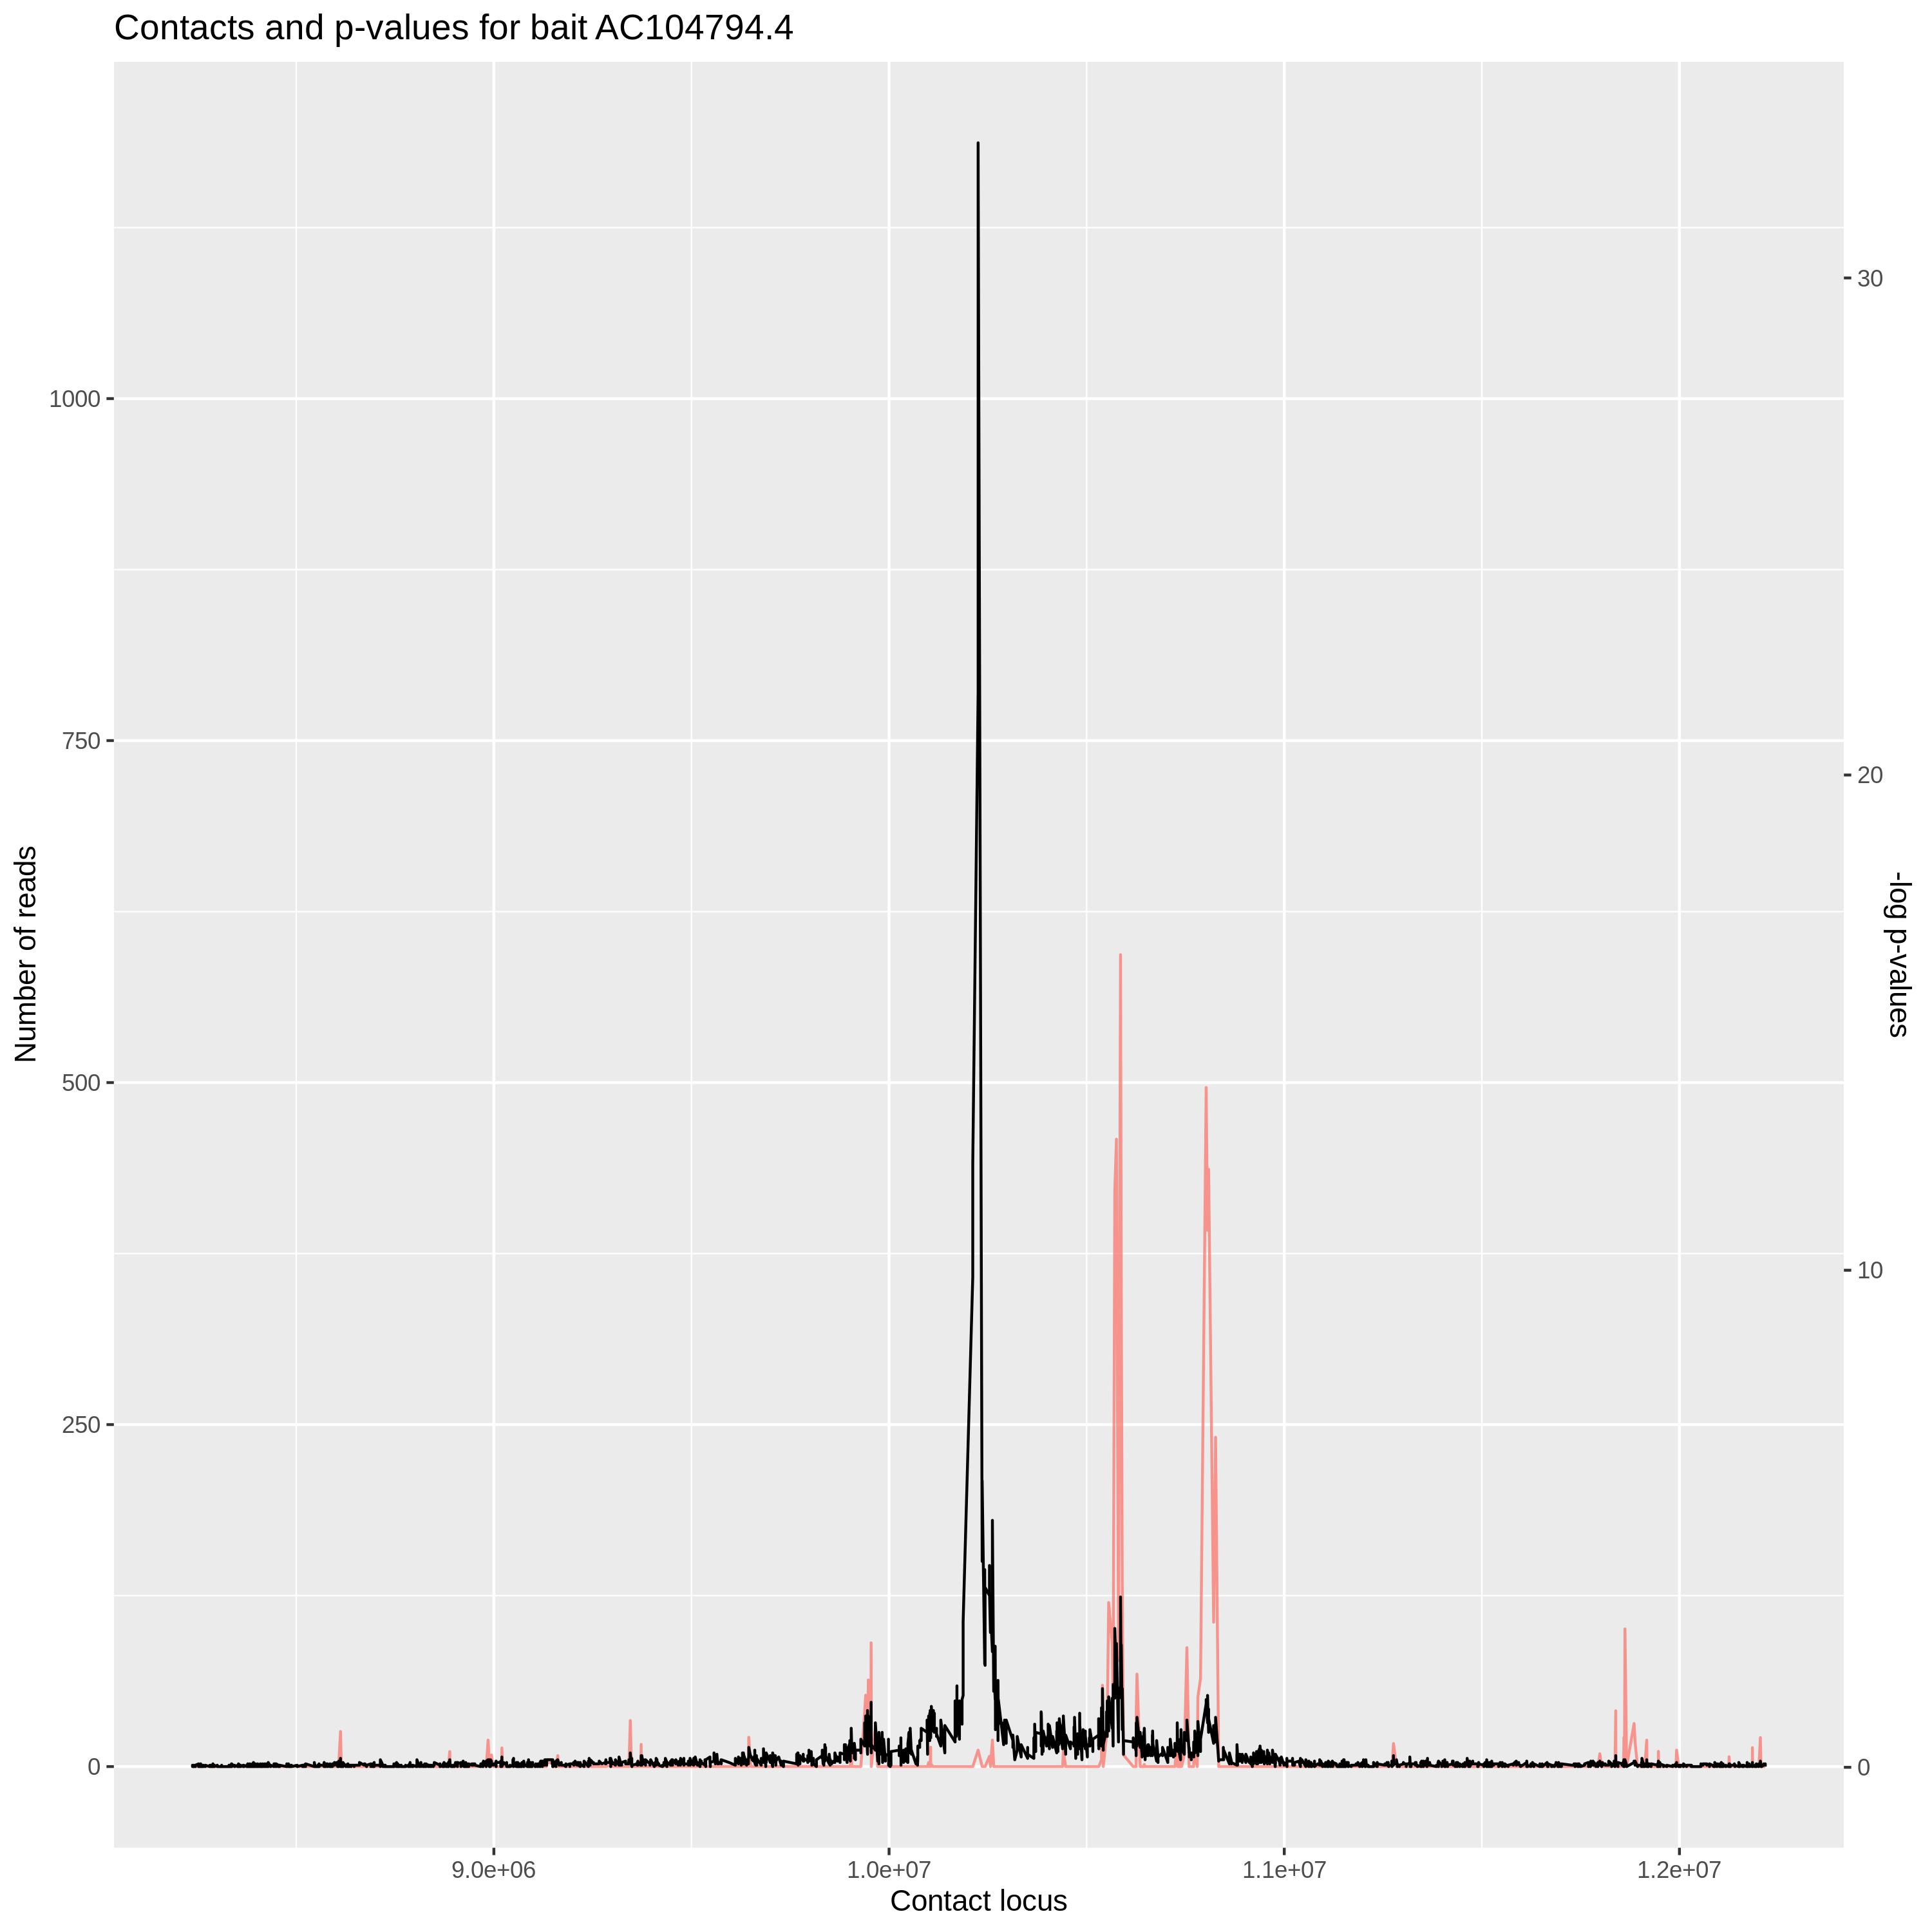 Contacts and p-values for bait AC104794.4
1000
750
500
250
0
Number of reads
30
20
10
0
-log p-values
9.0e+06
1.0e+07
1.1e+07
1.2e+07
Contact locus